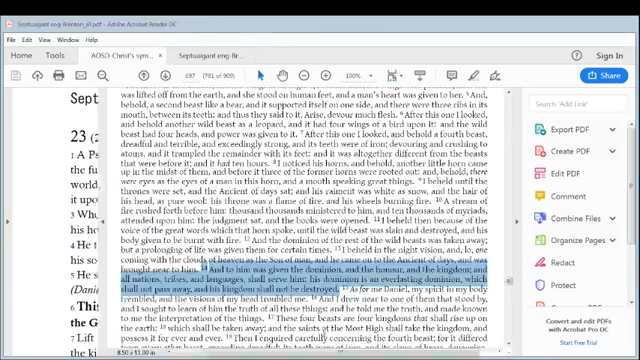 Septuagant eng-Brenton_all.pdf - Adobe Acrobat Reader DC
Home Tools AOSD-Christ's sym... × Septuagant eng-Br... Sign In
697 (701 of 909) 100% Share
Sept
23 (2
1 A Ps
the fu
world,
3 Who
his ho
4 He t
5 He s
6 This
the G
7 Lift
was lifted off from the earth, and she stood on human feet, and a man's heart was given to her. 5 And,
behold, a second beast like a bear, and it supported itself on one side, and there were three ribs in its
mouth, between its teeth: and thus they said to it, Arise, devour much flesh. 6 After this one I looked, and
behold another wild beast as a leopard, and it had four wings of a bird upon it: and the wild
beast had four heads, and power was given to it. 7 After this one I looked, and behold a fourth beast,
dreadful and terrible, and exceedingly strong, and its teeth were of iron; devouring and crushing to
atoms, and it trampled the remainder with its feet: and it was altogether different from the beasts
that were before it; and it had ten horns. 8 I noticed his horns, and behold, another little horn came
up in the midst of them, and before it three of the former horns were rooted out: and, behold, there
were eyes as the eyes of a man in this horn, and a mouth speaking great things. 9 I beheld until the
thrones were set, and the Ancient of days sat; and his raiment was white as snow, and the hair of
his head, as pure wool: his throne was a flame of fire, and his wheels burning fire. 10 A stream of
fire rushed forth before him: thousand thousands ministered to him, and ten thousands of myriads,
attended upon him: the judgment sat, and the books were opened. 11 I beheld then because of the
voice of the great words which that horn spoke, until the wild beast was slain and destroyed, and his
body given to be burnt with fire. 12 And the dominion of the rest of the wild beasts was taken away;
but a prolonging of life was given them for certain times. 13 I beheld in the night vision, and, lo, one
coming with the clouds of heaven as the Son of man, and he came on to the Ancient of days, and was
brought near to him. 14 And to him was given the dominion, and the honour, and the kingdom; and
all nations, tribes, and languages, shall serve him: his dominion is an everlasting dominion, which
shall not pass away, and his kingdom shall not be destroyed. 15 As for me Daniel, my spirit in my body
trembled, and the visions of my head troubled me. 16 And I drew near to one of them that stood by,
and I sought to learn of him the truth of all these things: and he told me the truth, and made known
to me the interpretation of the things. 17 These four beasts are four kingdoms that shall rise up on
the earth: 18 which shall be taken away; and the saints of the Most High shall take the kingdom, and
possess it for ever and ever. 19 Then I enquired carefully concerning the fourth beast; for it differed
8.50 x 11.00 in
Search 'Add Link'
Export PDF
Create PDF
Edit PDF
Comment
Combine Files
Organize Pages
Redact
Protect
Convert and edit PDFs
with Acrobat Pro DC